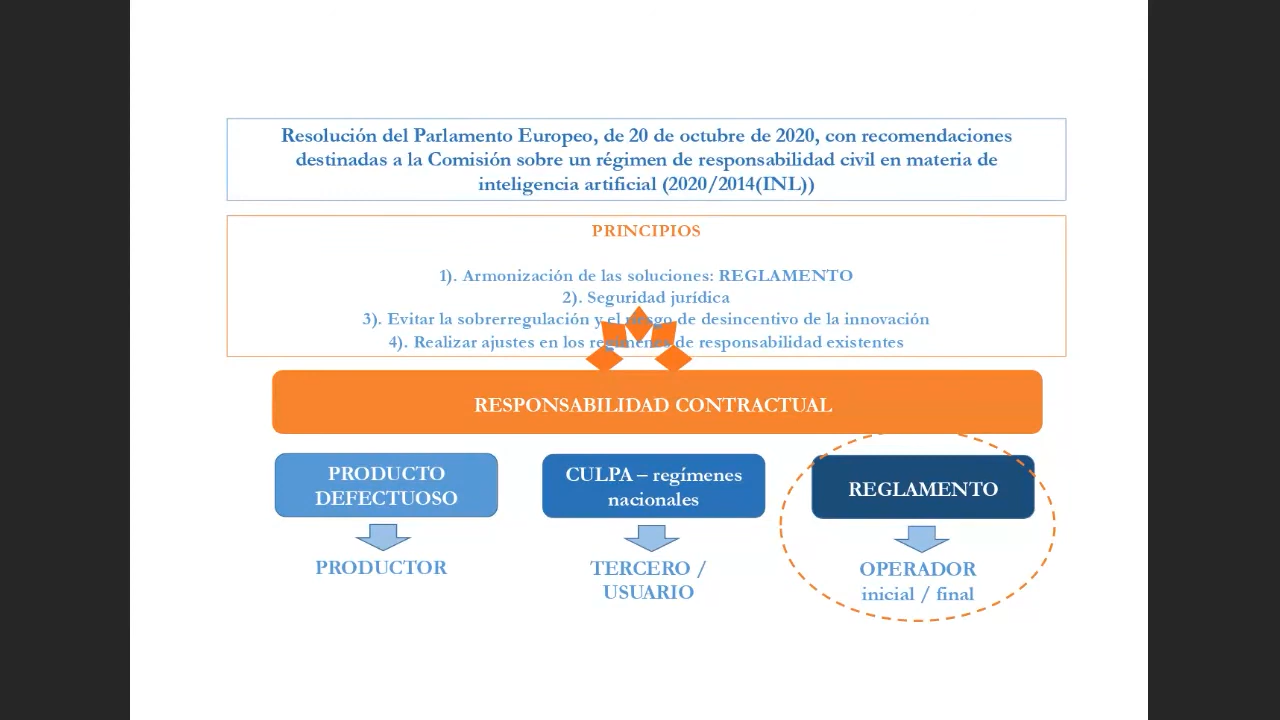 Resolución del Parlamento Europeo, de 20 de octubre de 2020, con recomendaciones
destinadas a la Comisión sobre un régimen de responsabilidad civil en materia de
inteligencia artificial (2020/2014(INL))
PRINCIPIOS
1). Armonización de las soluciones: REGLAMENTO
2). Seguridad jurídica
3). Evitar la sobrerregulación y el riesgo de desincentivo de la innovación
4). Realizar ajustes en los regímenes de responsabilidad existentes
RESPONSABILIDAD CONTRACTUAL
PRODUCTO
DEFECTUOSO
PRODUCTOR
CULPA – regímenes
nacionales
TERCERO /
USUARIO
REGLAMENTO
OPERADOR
inicial / final